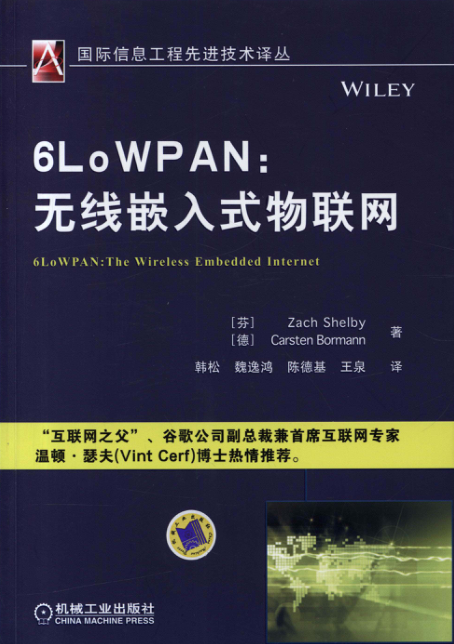 国际信息工程先进技术译丛
WILEY
6LoWPAN:
无线嵌入式物联网
6LoWPAN:The Wireless Embedded Internet
[芬] Zach Shelby
[德] Carsten Bormann
著
韩松 魏逸鸿 陈德基 王泉 译
“互联网之父”、谷歌公司副总裁兼首席互联网专家
温顿·瑟夫(Vint Cerf)博士热情推荐。
机械工业出版社
CHINA MACHINE PRESS